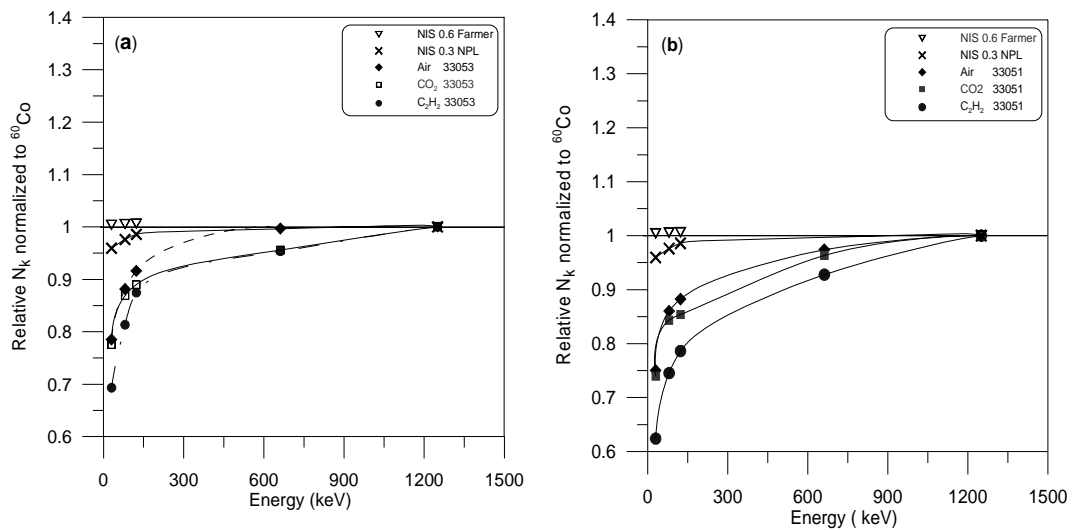 (a)
NIS 0.6 Farmer
NIS 0.3 NPL
Air 33053
CO₂ 33053
C₂H₂ 33053
Relative Nₖ normalized to ⁶⁰Co
1.4
1.3
1.2
1.1
1
0.9
0.8
0.7
0.6
0 300 600 900 1200 1500
Energy (keV)
(b)
NIS 0.6 Farmer
NIS 0.3 NPL
Air 33051
CO2 33051
C₂H₂ 33051
Relative Nₖ normalized to ⁶⁰Co
1.4
1.3
1.2
1.1
1.0
0.9
0.8
0.7
0.6
0 300 600 900 1200 1500
Energy ( keV)